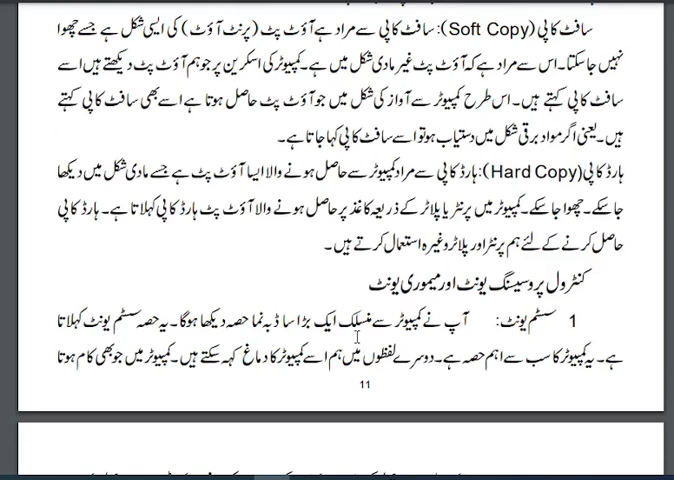 سافٹ کاپی (Soft Copy): سافٹ کاپی سے مراد ہے آؤٹ پٹ (پرنٹ آؤٹ) کی ایسی شکل ہے جسے چھوا
نہیں جا سکتا۔ اس سے مراد ہے کہ آؤٹ پٹ غیر مادی شکل میں ہے۔ کمپیوٹر کی اسکرین پر جو ہم آؤٹ پٹ دیکھتے ہیں اسے
سافٹ کاپی کہتے ہیں۔ اس طرح کمپیوٹر سے آواز کی شکل میں جو آؤٹ پٹ حاصل ہوتا ہے اسے بھی سافٹ کاپی کہتے
ہیں۔ یعنی اگر مواد برقی شکل میں دستیاب ہو تو اسے سافٹ کاپی کہا جاتا ہے۔
ہارڈ کاپی (Hard Copy): ہارڈ کاپی سے مراد کمپیوٹر سے حاصل ہونے والا ایسا آؤٹ پٹ ہے جسے مادی شکل میں دیکھا
جا سکے۔ چھوا جا سکے۔ کمپیوٹر میں پرنٹر یا پلاٹر کے ذریعہ کاغذ پر حاصل ہونے والا آؤٹ پٹ ہارڈ کاپی کہلاتا ہے۔ ہارڈ کاپی
حاصل کرنے کے لئے ہم پرنٹر اور پلاٹر وغیرہ استعمال کرتے ہیں۔
کنٹرول پروسیسنگ یونٹ اور میموری یونٹ
1 سسٹم یونٹ: آپ نے کمپیوٹر سے منسلک ایک بڑا سا ڈبہ نما حصہ دیکھا ہوگا۔ یہ حصہ سسٹم یونٹ کہلاتا
ہے۔ یہ کمپیوٹر کا سب سے اہم حصہ ہے۔ دوسرے لفظوں میں ہم اسے کمپیوٹر کا دماغ کہہ سکتے ہیں۔ کمپیوٹر میں جو بھی کام ہوتا
11